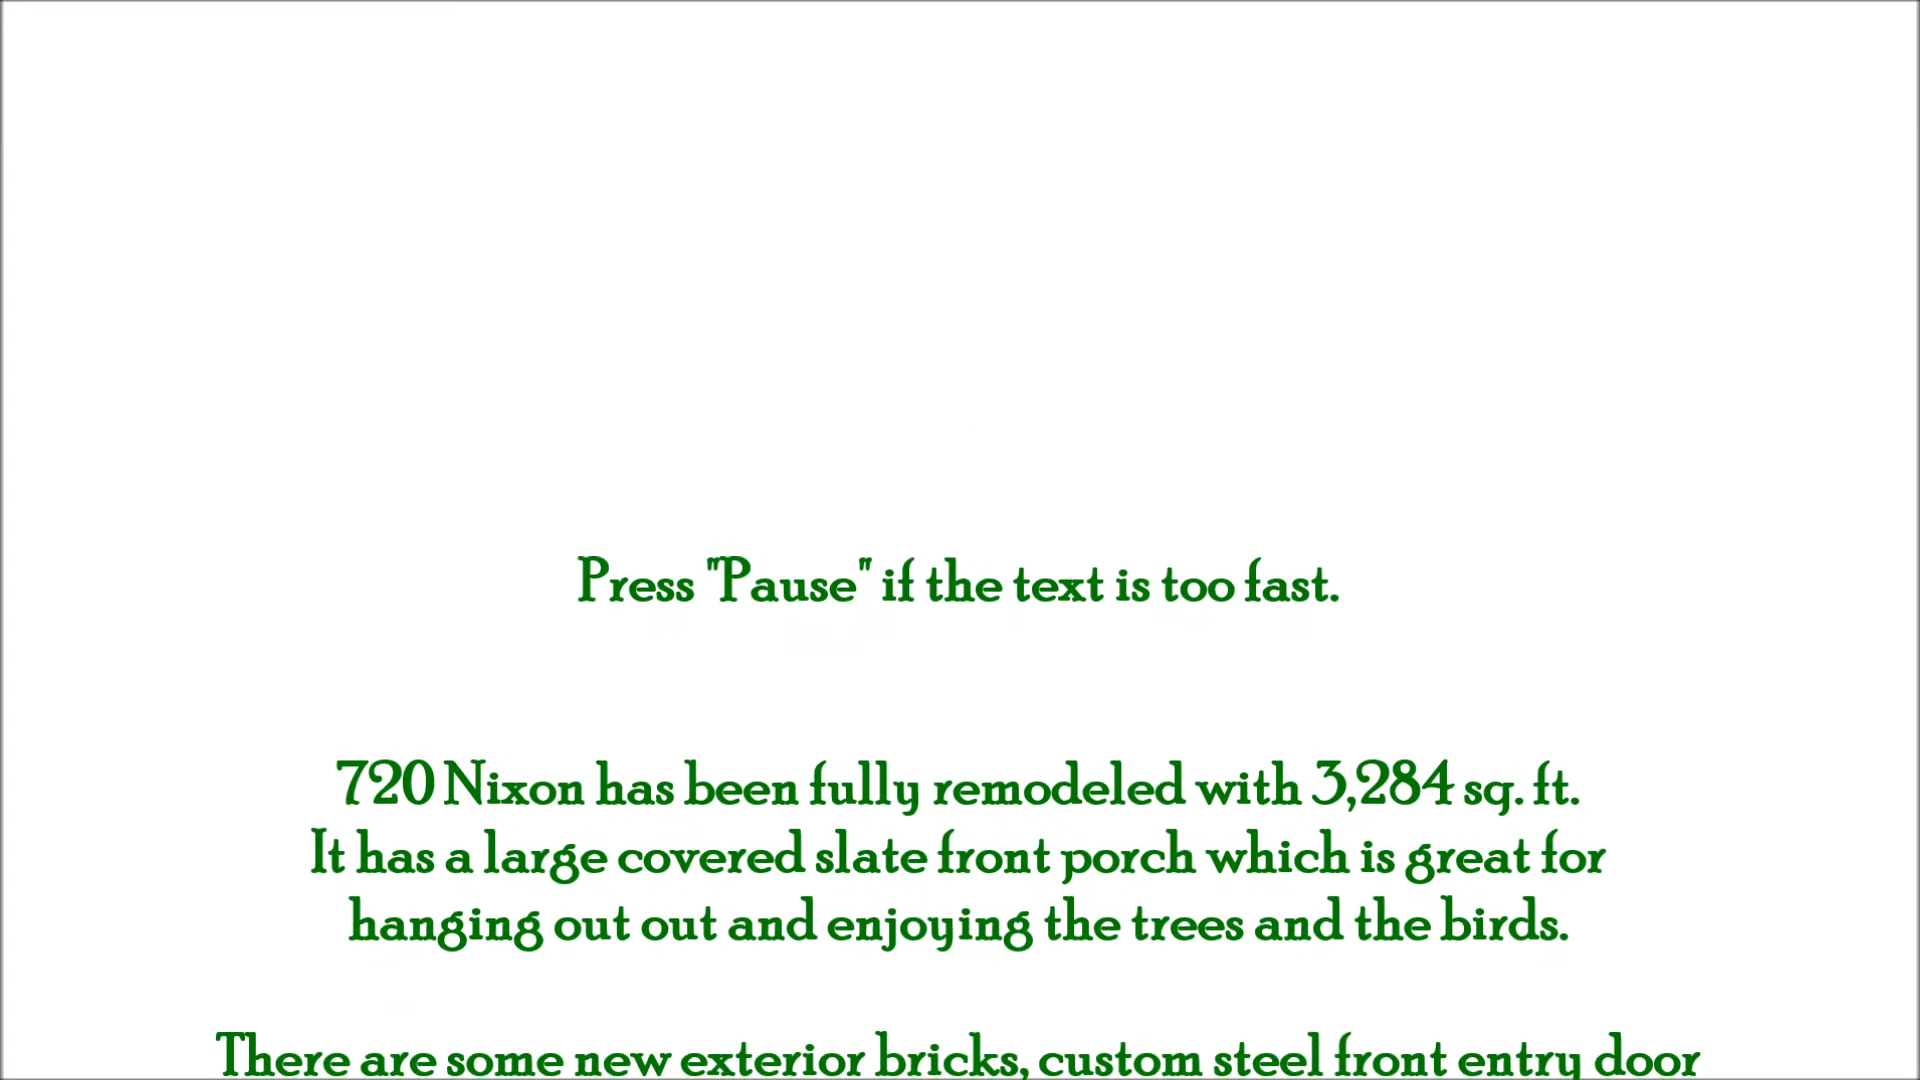 Press "Pause" if the text is too fast.
720 Nixon has been fully remodeled with 3,284 sq. ft.
It has a large covered slate front porch which is great for
hanging out out and enjoying the trees and the birds.
There are some new exterior bricks, custom steel front entry door